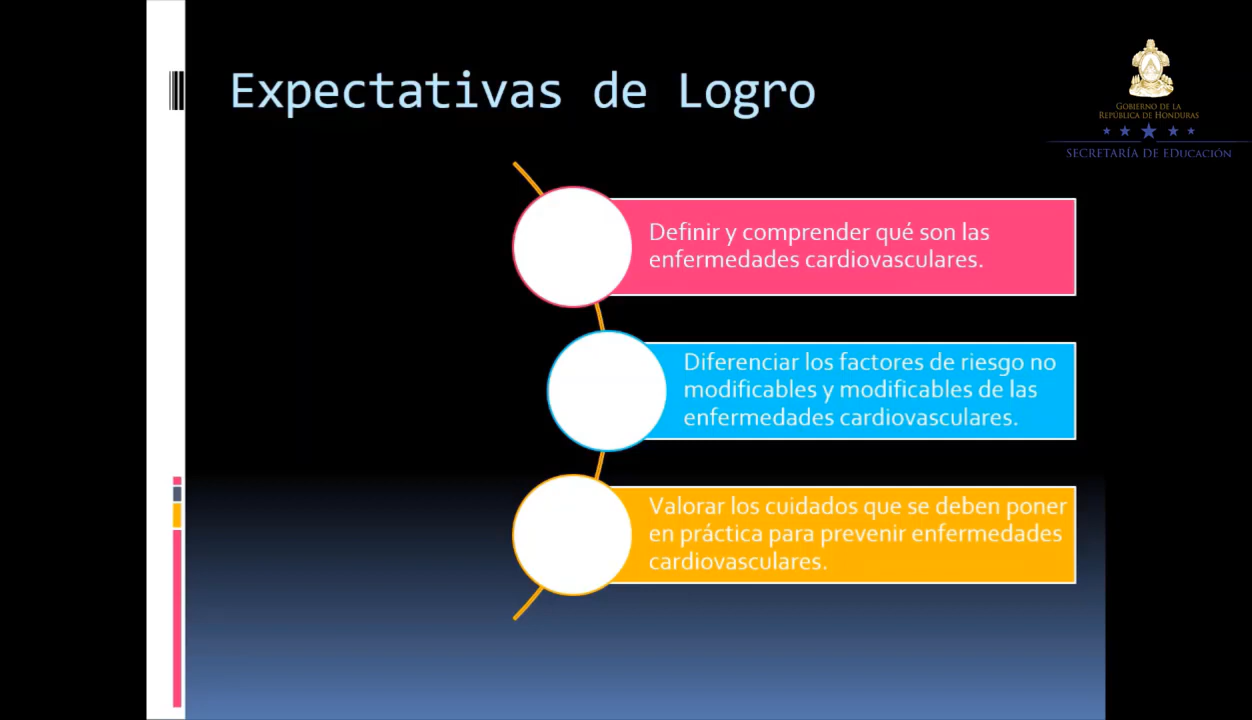 Expectativas de Logro
GOBIERNO DE LA
REPÚBLICA DE HONDURAS
SECRETARÍA DE EDUCACIÓN
Definir y comprender qué son las
enfermedades cardiovasculares.
Diferenciar los factores de riesgo no
modificables y modificables de las
enfermedades cardiovasculares.
Valorar los cuidados que se deben poner
en práctica para prevenir enfermedades
cardiovasculares.